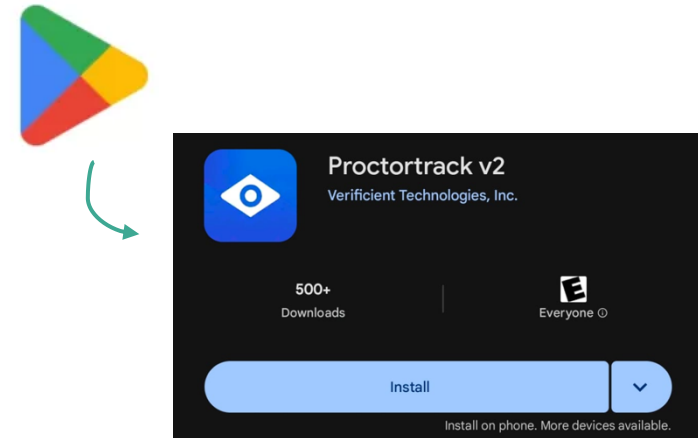 Proctortrack v2
Verificient Technologies, Inc.
500+
Downloads
E
Everyone
Install
Install on phone. More devices available.